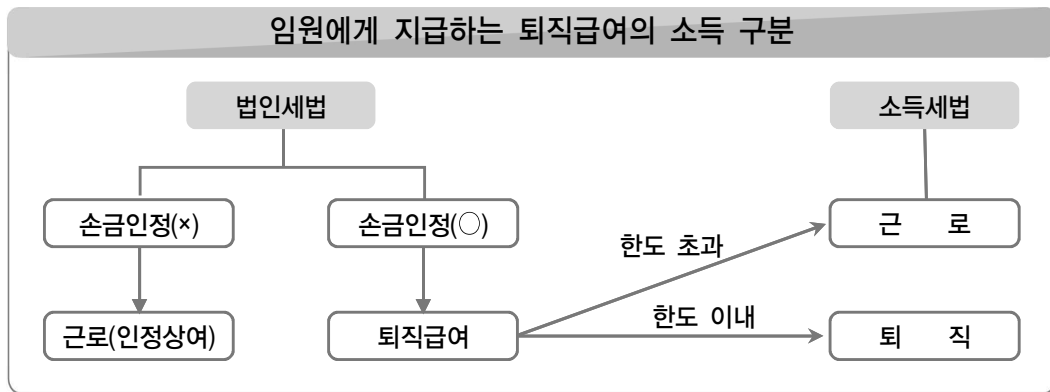 임원에게 지급하는 퇴직급여의 소득 구분
법인세법
소득세법
손금인정(×)
손금인정(○)
한도 초과
근 로
근로(인정상여)
퇴직급여
한도 이내
퇴 직